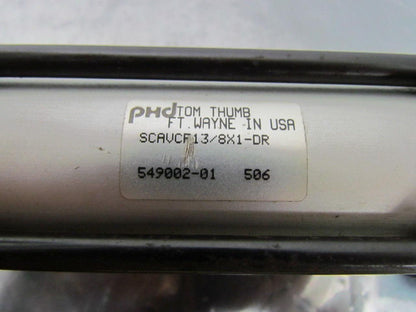 PHD TOM THUMB
FT. WAYNE IN USA
SCAVCF13/8X1-DR
549002-01 506